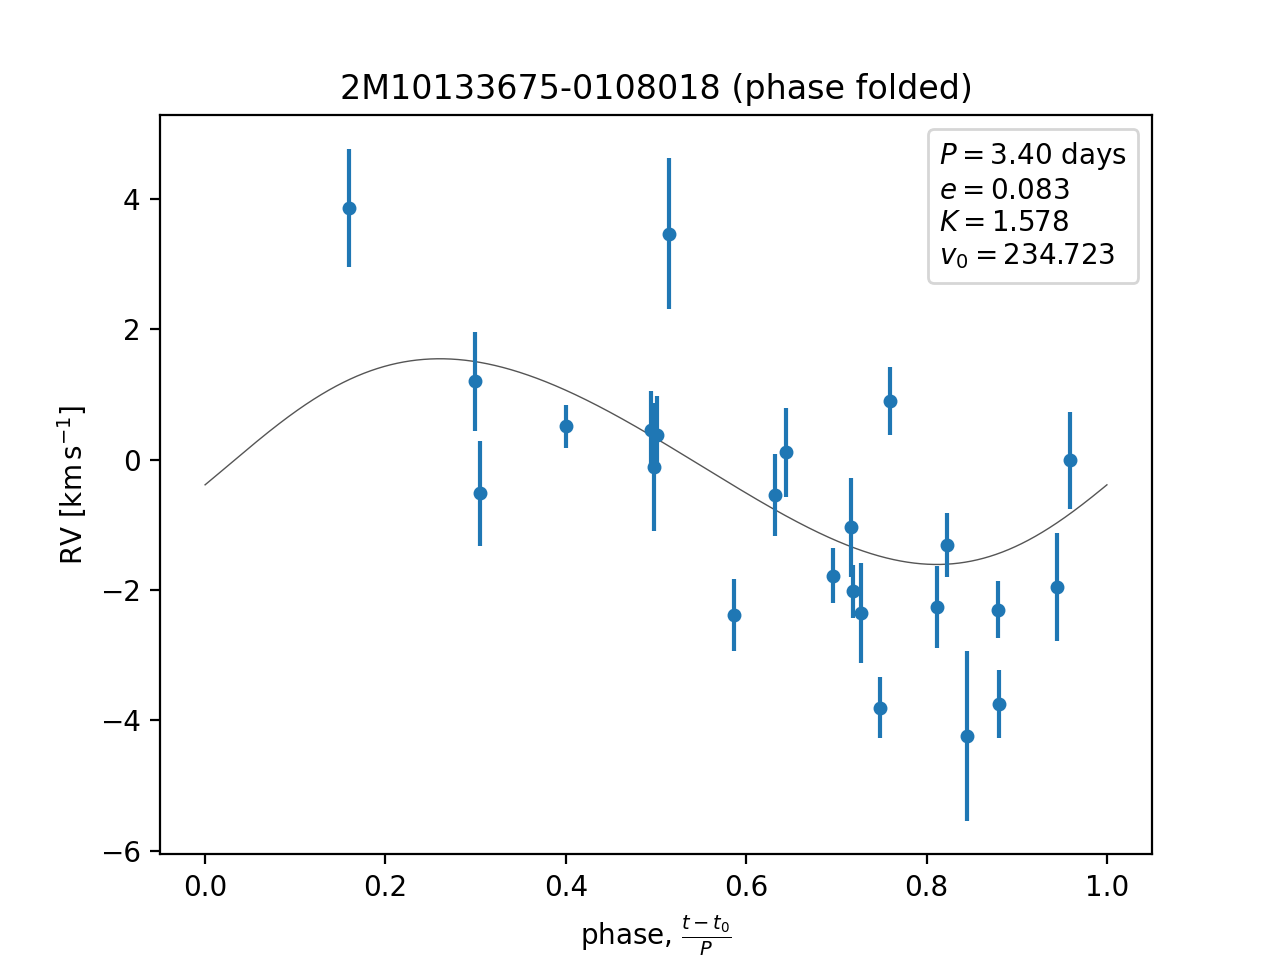 2M10133675-0108018 (phase folded)
P = 3.40 days
e = 0.083
K = 1.578
v₀ = 234.723
4
2
0
−2
−4
−6
RV [km s⁻¹]
0.0 0.2 0.4 0.6 0.8 1.0
phase, (t − t₀)/P